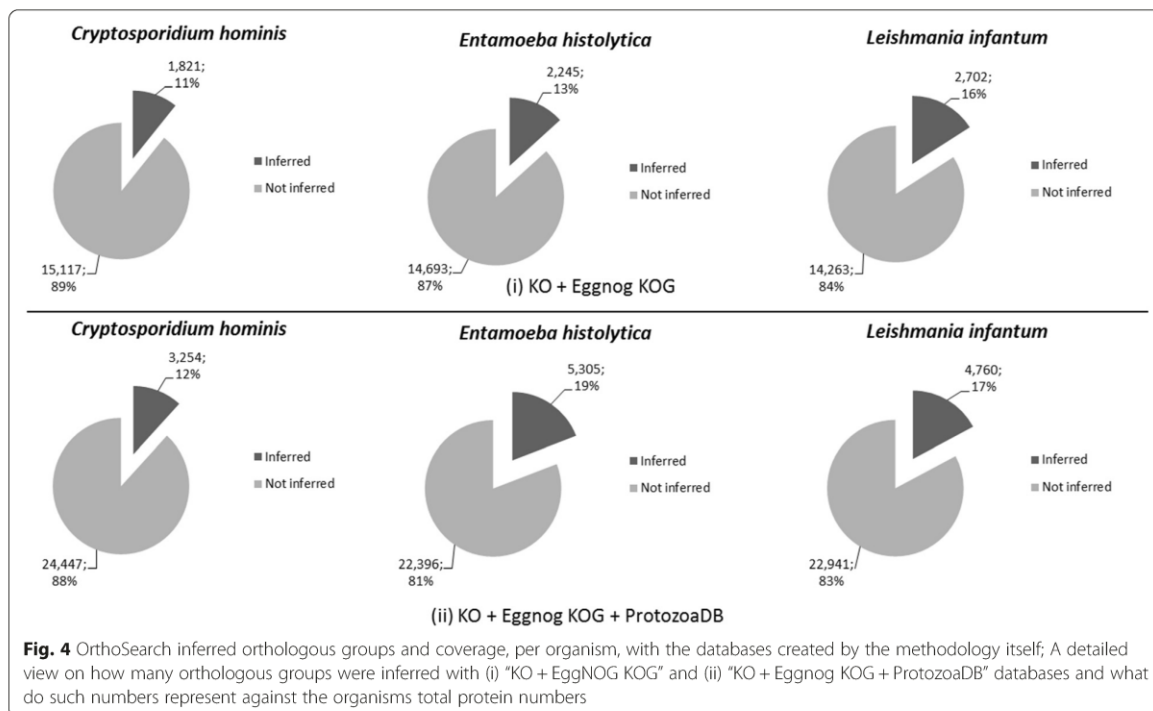 Cryptosporidium hominis
1,821;
11%
Inferred
Not inferred
15,117;
89%
Entamoeba histolytica
2,245;
13%
Inferred
Not inferred
14,693;
87%
Leishmania infantum
2,702;
16%
Inferred
Not inferred
14,263;
84%
(i) KO + Eggnog KOG
Cryptosporidium hominis
3,254;
12%
Inferred
Not inferred
24,447;
88%
Entamoeba histolytica
5,305;
19%
Inferred
Not inferred
22,396;
81%
Leishmania infantum
4,760;
17%
Inferred
Not inferred
22,941;
83%
(ii) KO + Eggnog KOG + ProtozoaDB
Fig. 4 OrthoSearch inferred orthologous groups and coverage, per organism, with the databases created by the methodology itself; A detailed
view on how many orthologous groups were inferred with (i) “KO + EggNOG KOG” and (ii) “KO + Eggnog KOG + ProtozoaDB” databases and what
do such numbers represent against the organisms total protein numbers